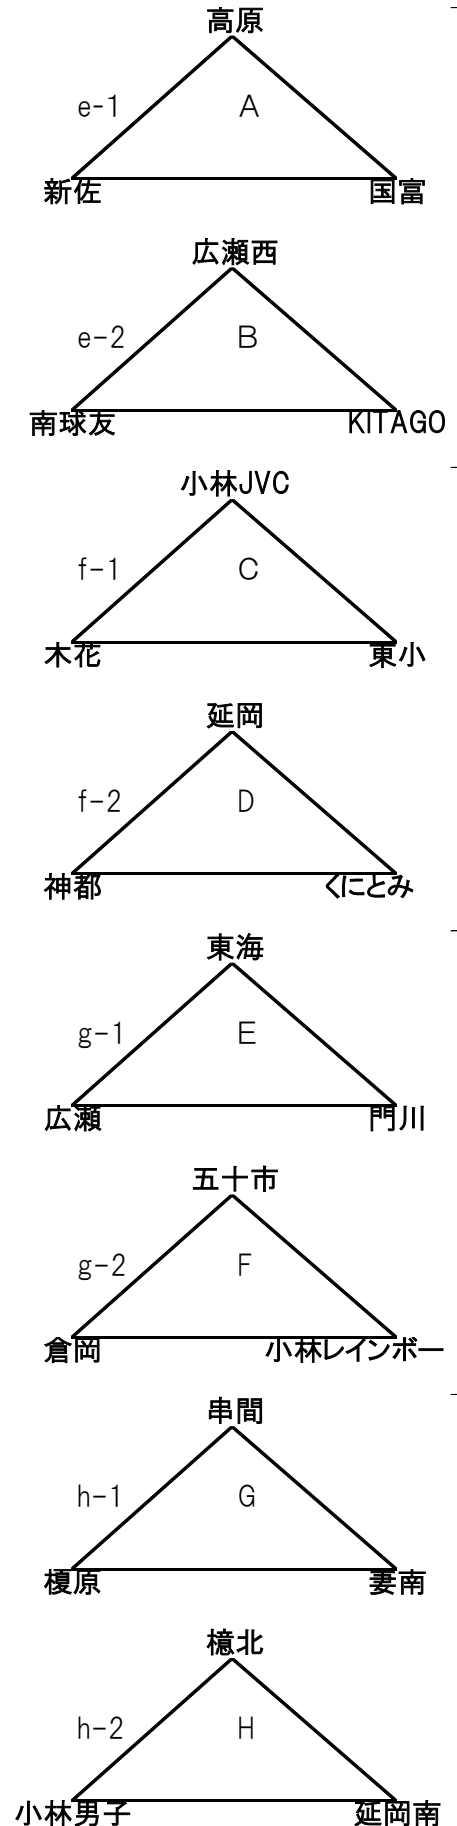 高原
e-1 A
新佐 国富
広瀬西
e-2 B
南球友 KITAGO
小林JVC
f-1 C
木花 東小
延岡
f-2 D
神都 くにとみ
東海
g-1 E
広瀬 門川
五十市
g-2 F
倉岡 小林レインボー
串間
h-1 G
榎原 妻南
檍北
h-2 H
小林男子 延岡南